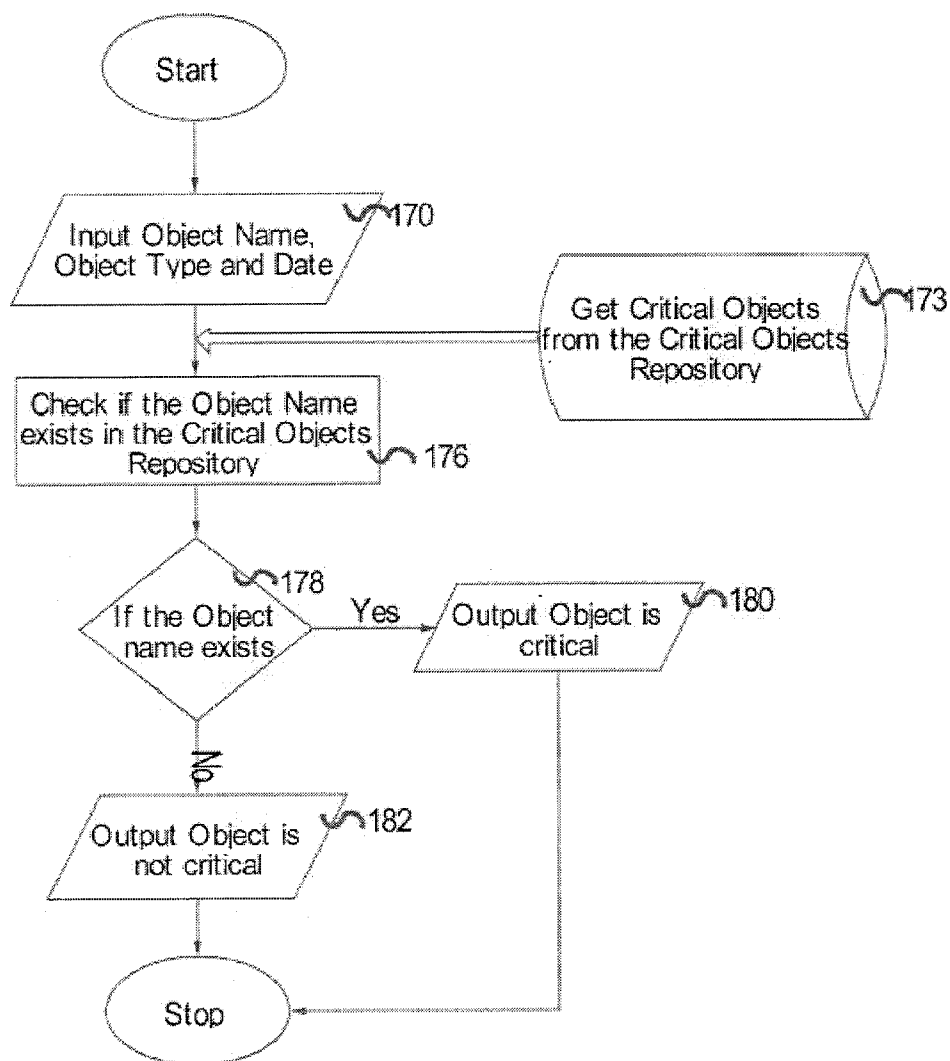 Start
170
Input Object Name,
Object Type and Date
173
Get Critical Objects
from the Critical Objects
Repository
Check if the Object Name
exists in the Critical Objects
Repository
176
178
If the Object
name exists
Yes
180
Output Object is
critical
No
182
Output Object is
not critical
Stop